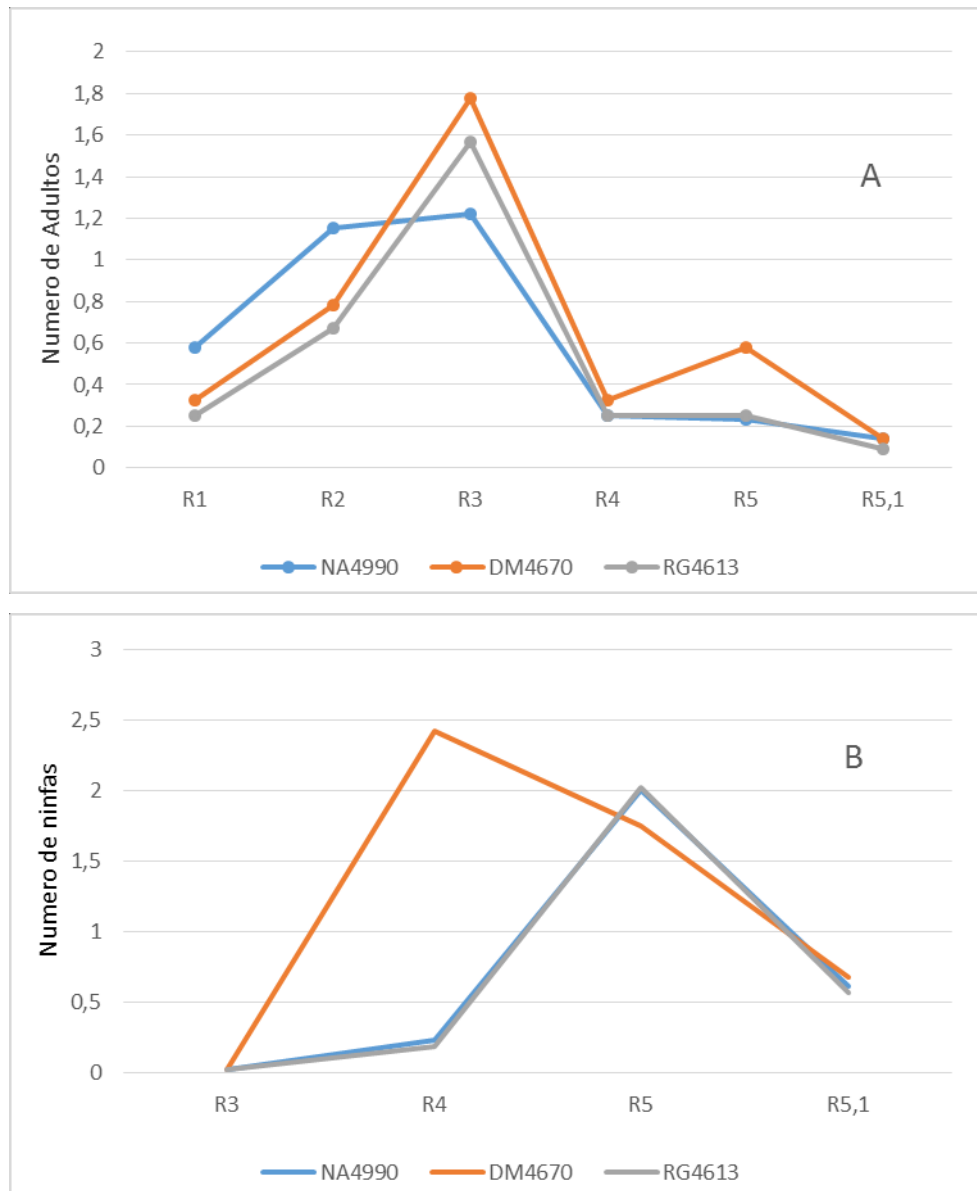 2
1,8
1,6
1,4
1,2
1
0,8
0,6
0,4
0,2
0
Numero de Adultos
A
R1 R2 R3 R4 R5 R5,1
NA4990 DM4670 RG4613
3
2,5
2
1,5
1
0,5
0
Numero de ninfas
B
R3 R4 R5 R5,1
NA4990 DM4670 RG4613